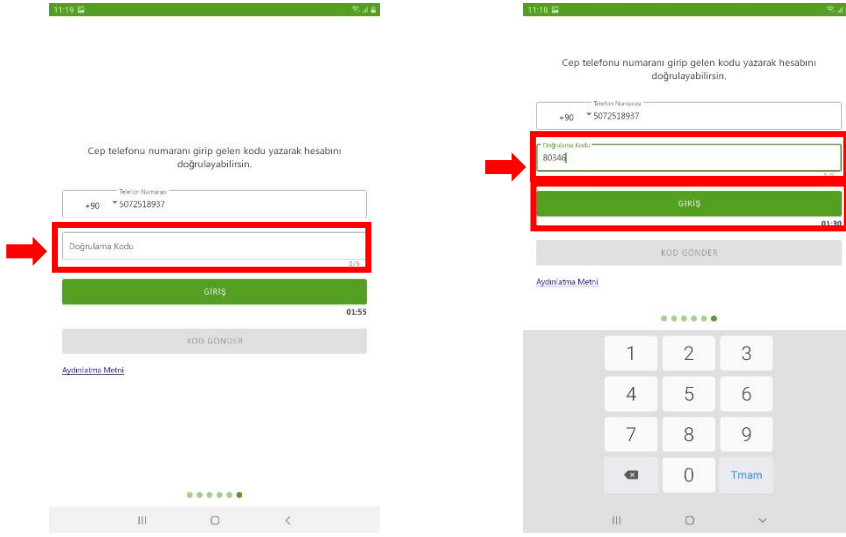 11:19
Cep telefonu numaranı girip gelen kodu yazarak hesabını
doğrulayabilirsin.
Telefon Numarası
+90 5072518937
Doğrulama Kodu
0/5
GİRİŞ
01:55
KOD GÖNDER
Aydınlatma Metni
11:18
Cep telefonu numaranı girip gelen kodu yazarak hesabını
doğrulayabilirsin.
Telefon Numarası
+90 5072518937
Doğrulama Kodu
80346
GİRİŞ
01:30
KOD GÖNDER
Aydınlatma Metni
1 2 3
4 5 6
7 8 9
0 Tmam